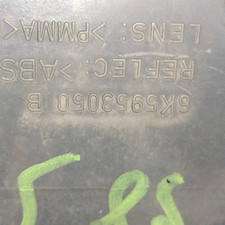 6K5953050 B
REFLEC: >ABS
LENS: >PMMA<